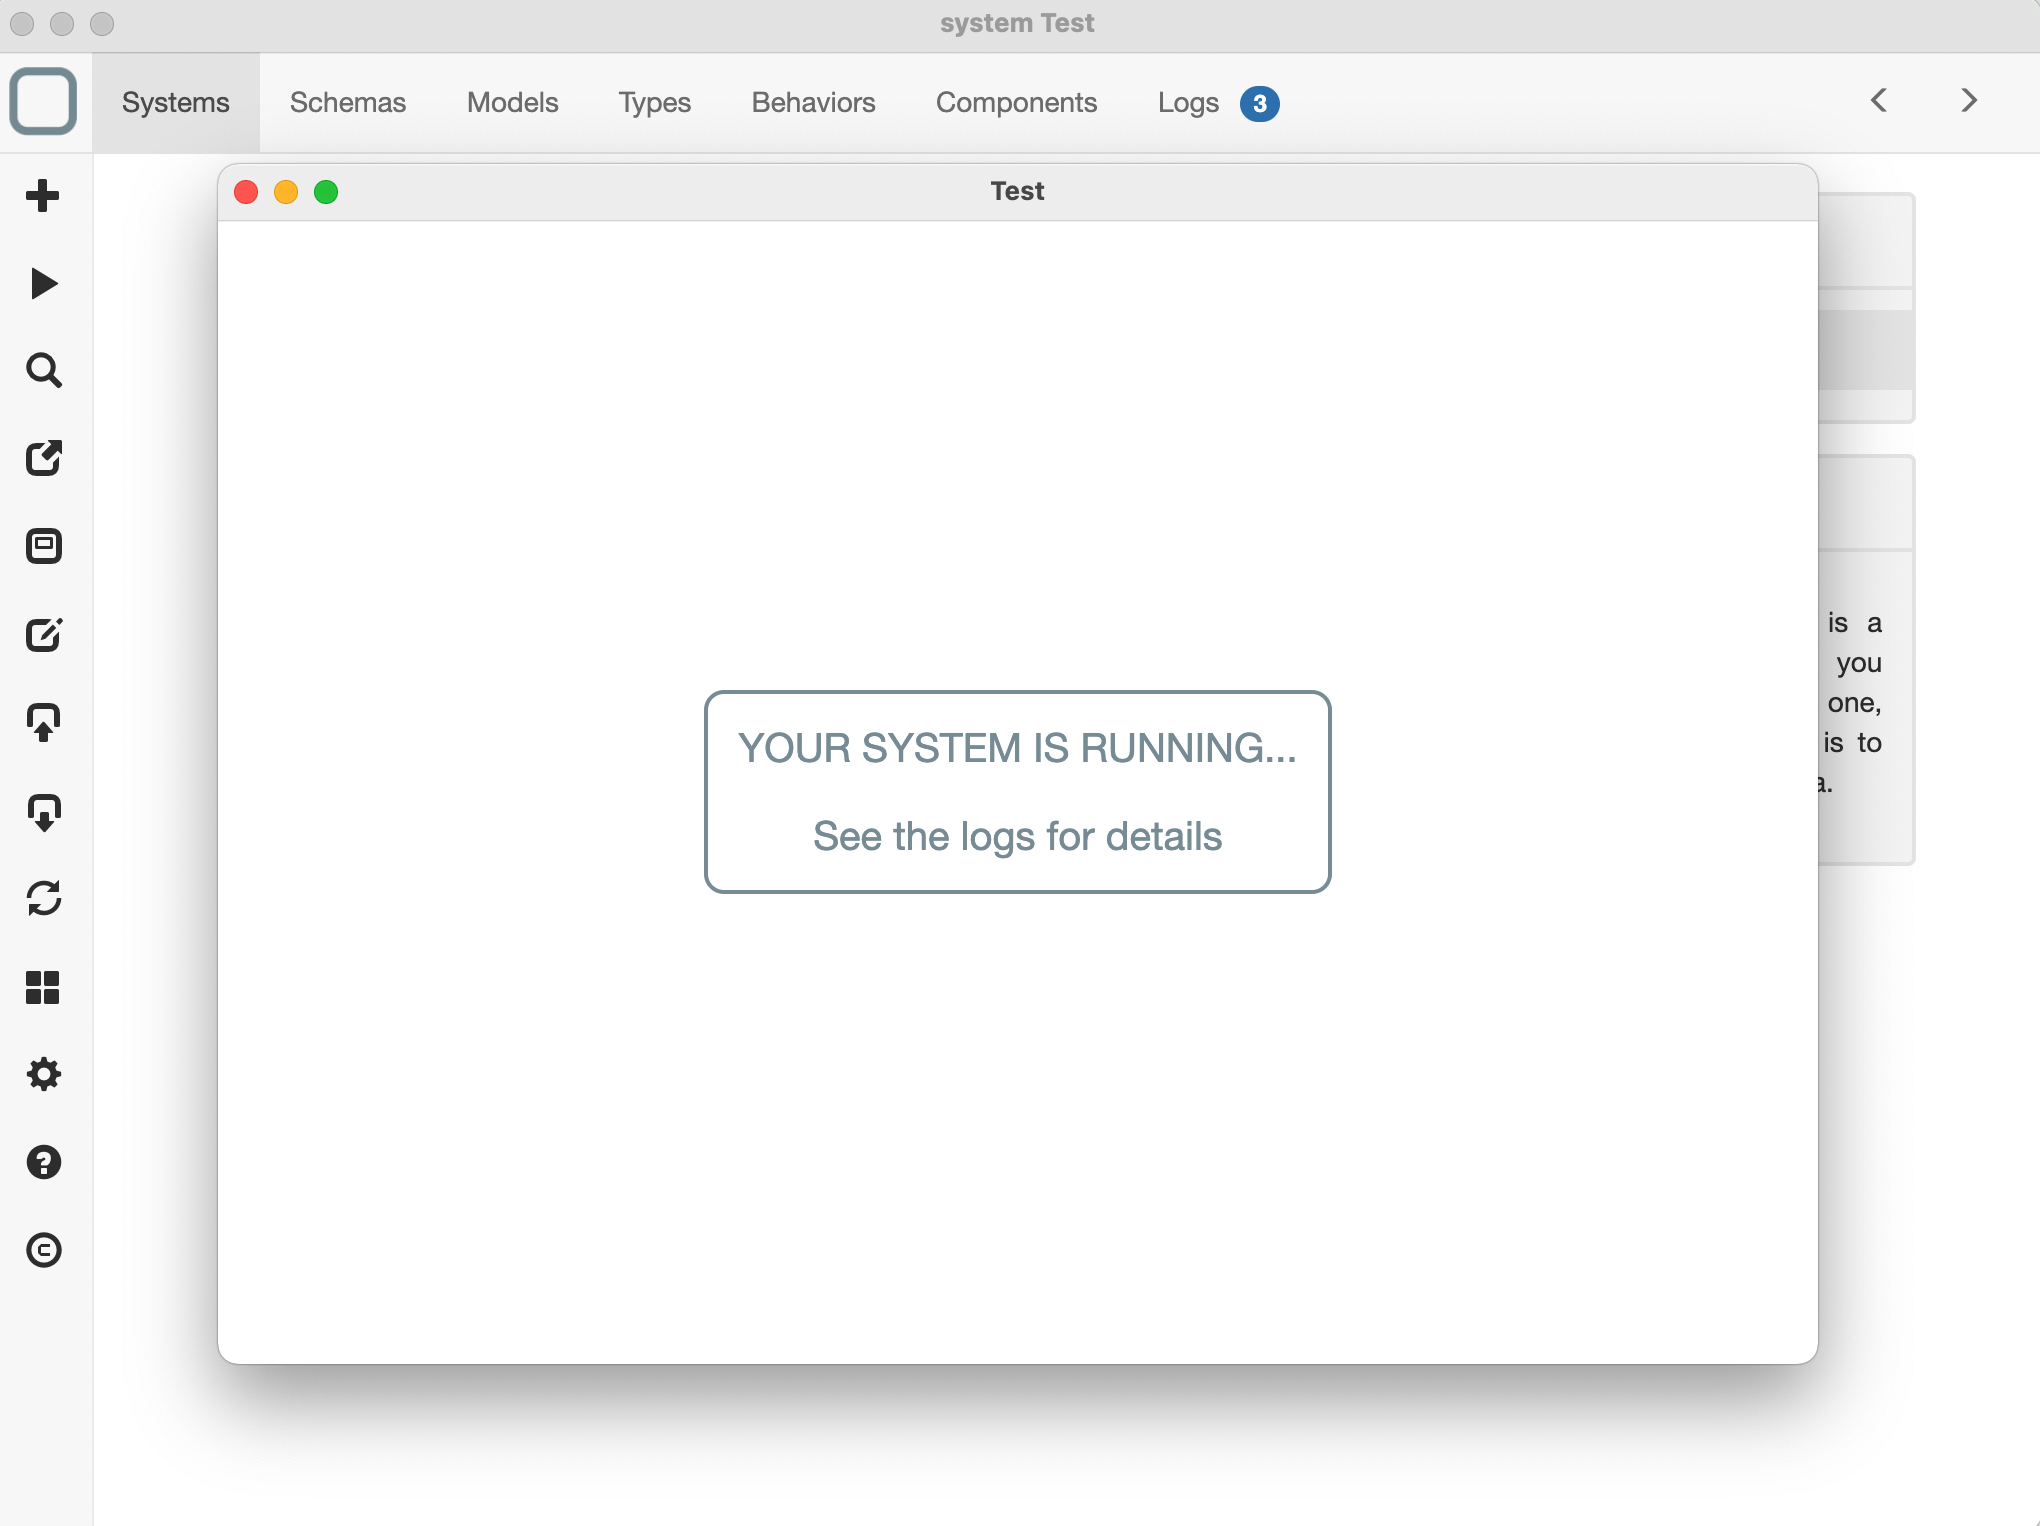 system Test
Systems Schemas Models Types Behaviors Components Logs 3
Test
YOUR SYSTEM IS RUNNING...
See the logs for details
is a
you
one,
is to
a.